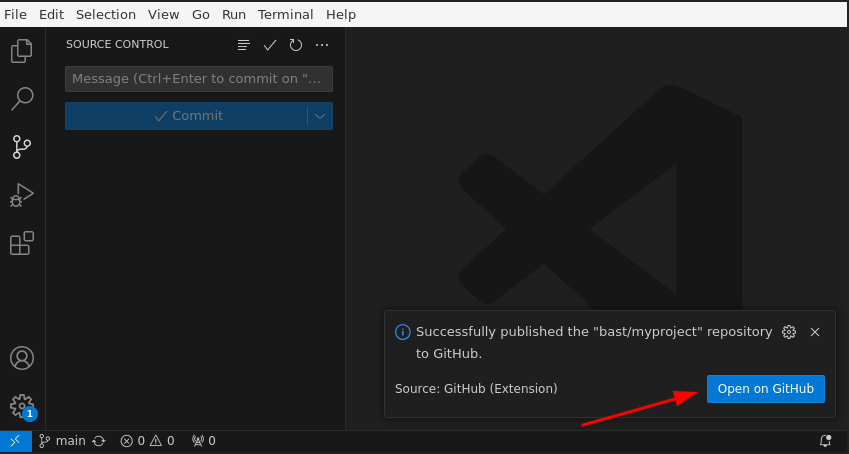 File Edit Selection View Go Run Terminal Help
SOURCE CONTROL
Message (Ctrl+Enter to commit on "...
Commit
Successfully published the "bast/myproject" repository
to GitHub.
Source: GitHub (Extension)
Open on GitHub
1
main 0 0 0